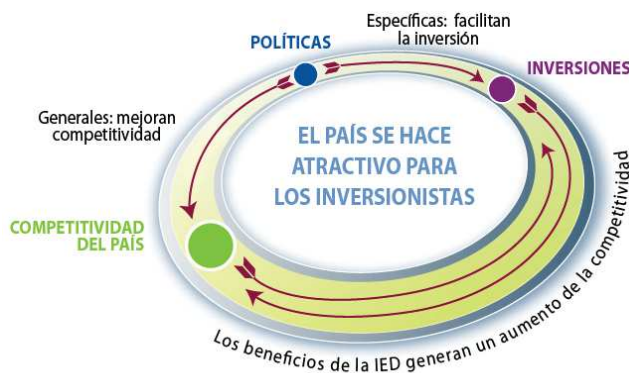 Específicas: facilitan
la inversión
POLÍTICAS
INVERSIONES
Generales: mejoran
competitividad
EL PAÍS SE HACE
ATRACTIVO PARA
LOS INVERSIONISTAS
COMPETITIVIDAD
DEL PAÍS
Los beneficios de la IED generan un aumento de la competitividad